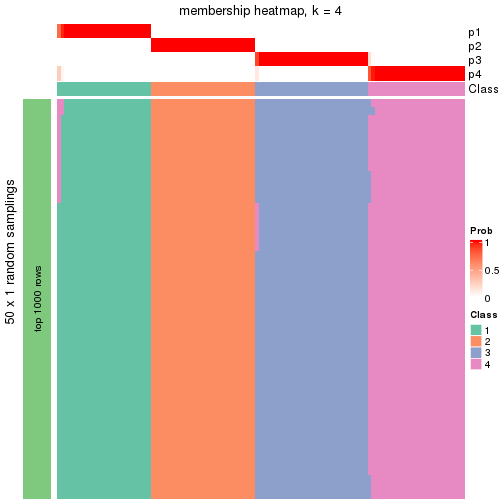 membership heatmap, k = 4
p1
p2
p3
p4
Class
50 x 1 random samplings
top 1000 rows
Prob
1
0.5
0
Class
1
2
3
4